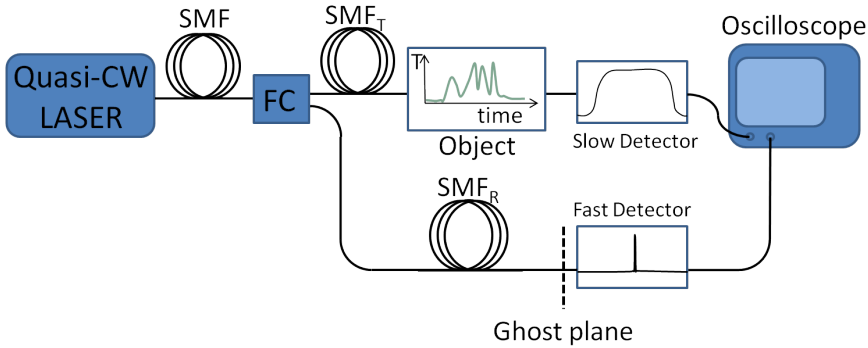 SMF
SMF_T
Oscilloscope
Quasi-CW
LASER
FC
T
time
Object
Slow Detector
SMF_R
Fast Detector
Ghost plane